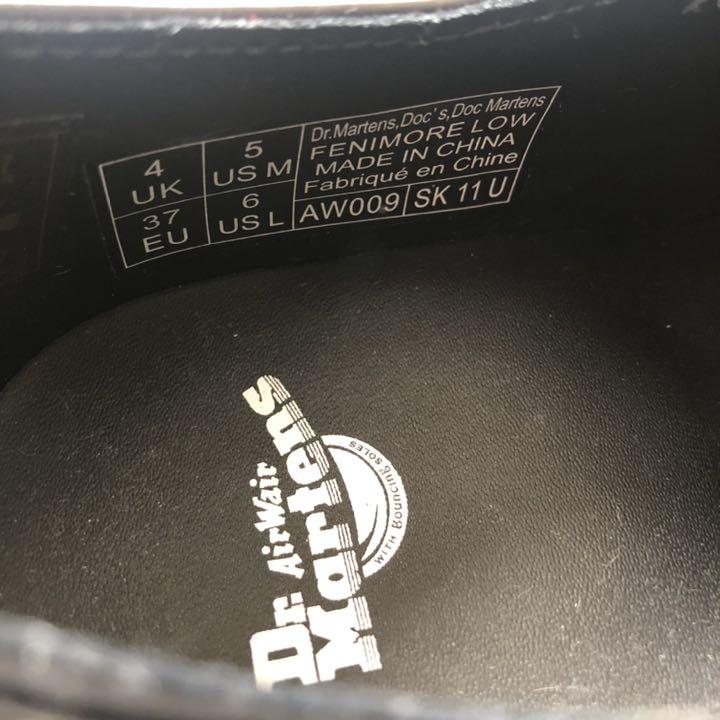 4 UK
5 US M
37 EU
6 US L
Dr.Martens,Doc's,Doc Martens
FENIMORE LOW
MADE IN CHINA
Fabriqué en Chine
AW009
SK 11 U
Dr. AirWair
Martens
WITH Bouncing SOLES